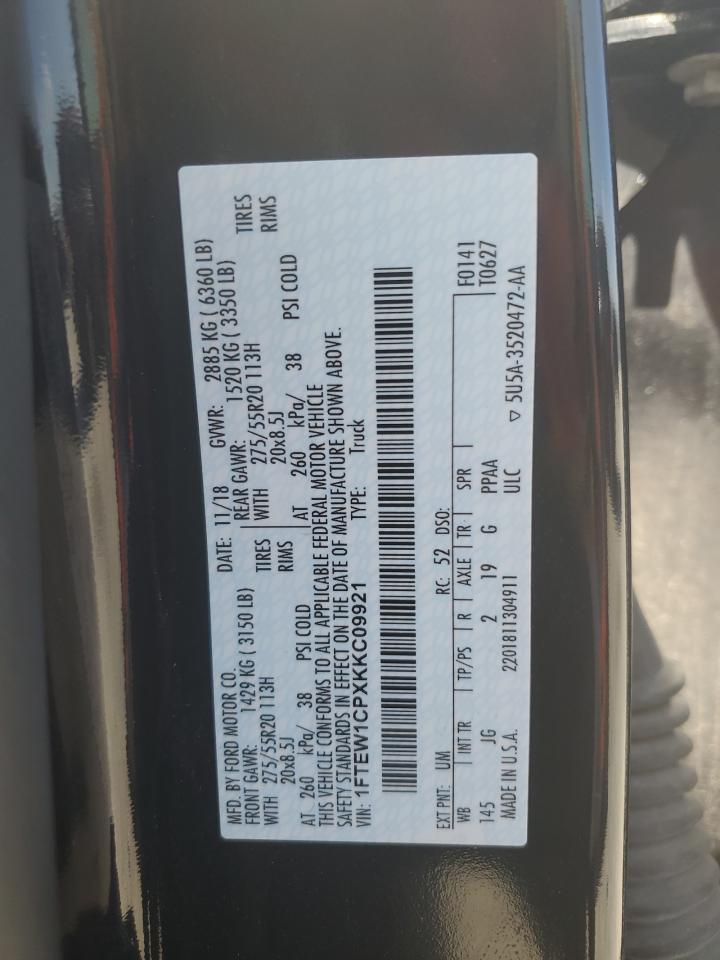 MFD. BY FORD MOTOR CO. DATE: 11/18 GVWR: 2885 KG ( 6360 LB)
FRONT GAWR: 1429 KG ( 3150 LB) REAR GAWR: 1520 KG ( 3350 LB)
WITH 275/55R20 113H TIRES WITH 275/55R20 113H TIRES
20x8.5J RIMS 20x8.5J RIMS
AT 260 kPa/ 38 PSI COLD AT 260 kPa/ 38 PSI COLD
THIS VEHICLE CONFORMS TO ALL APPLICABLE FEDERAL MOTOR VEHICLE
SAFETY STANDARDS IN EFFECT ON THE DATE OF MANUFACTURE SHOWN ABOVE.
VIN: 1FTEW1CPXKKC09921 TYPE: Truck
EXT PNT: UM RC: 52 DSO: F0141
WB INT TR TP/PS R AXLE TR SPR T0627
145 JG 2 19 G PPAA
MADE IN U.S.A. 2201811304911 ULC ▽ 5U5A-3520472-AA